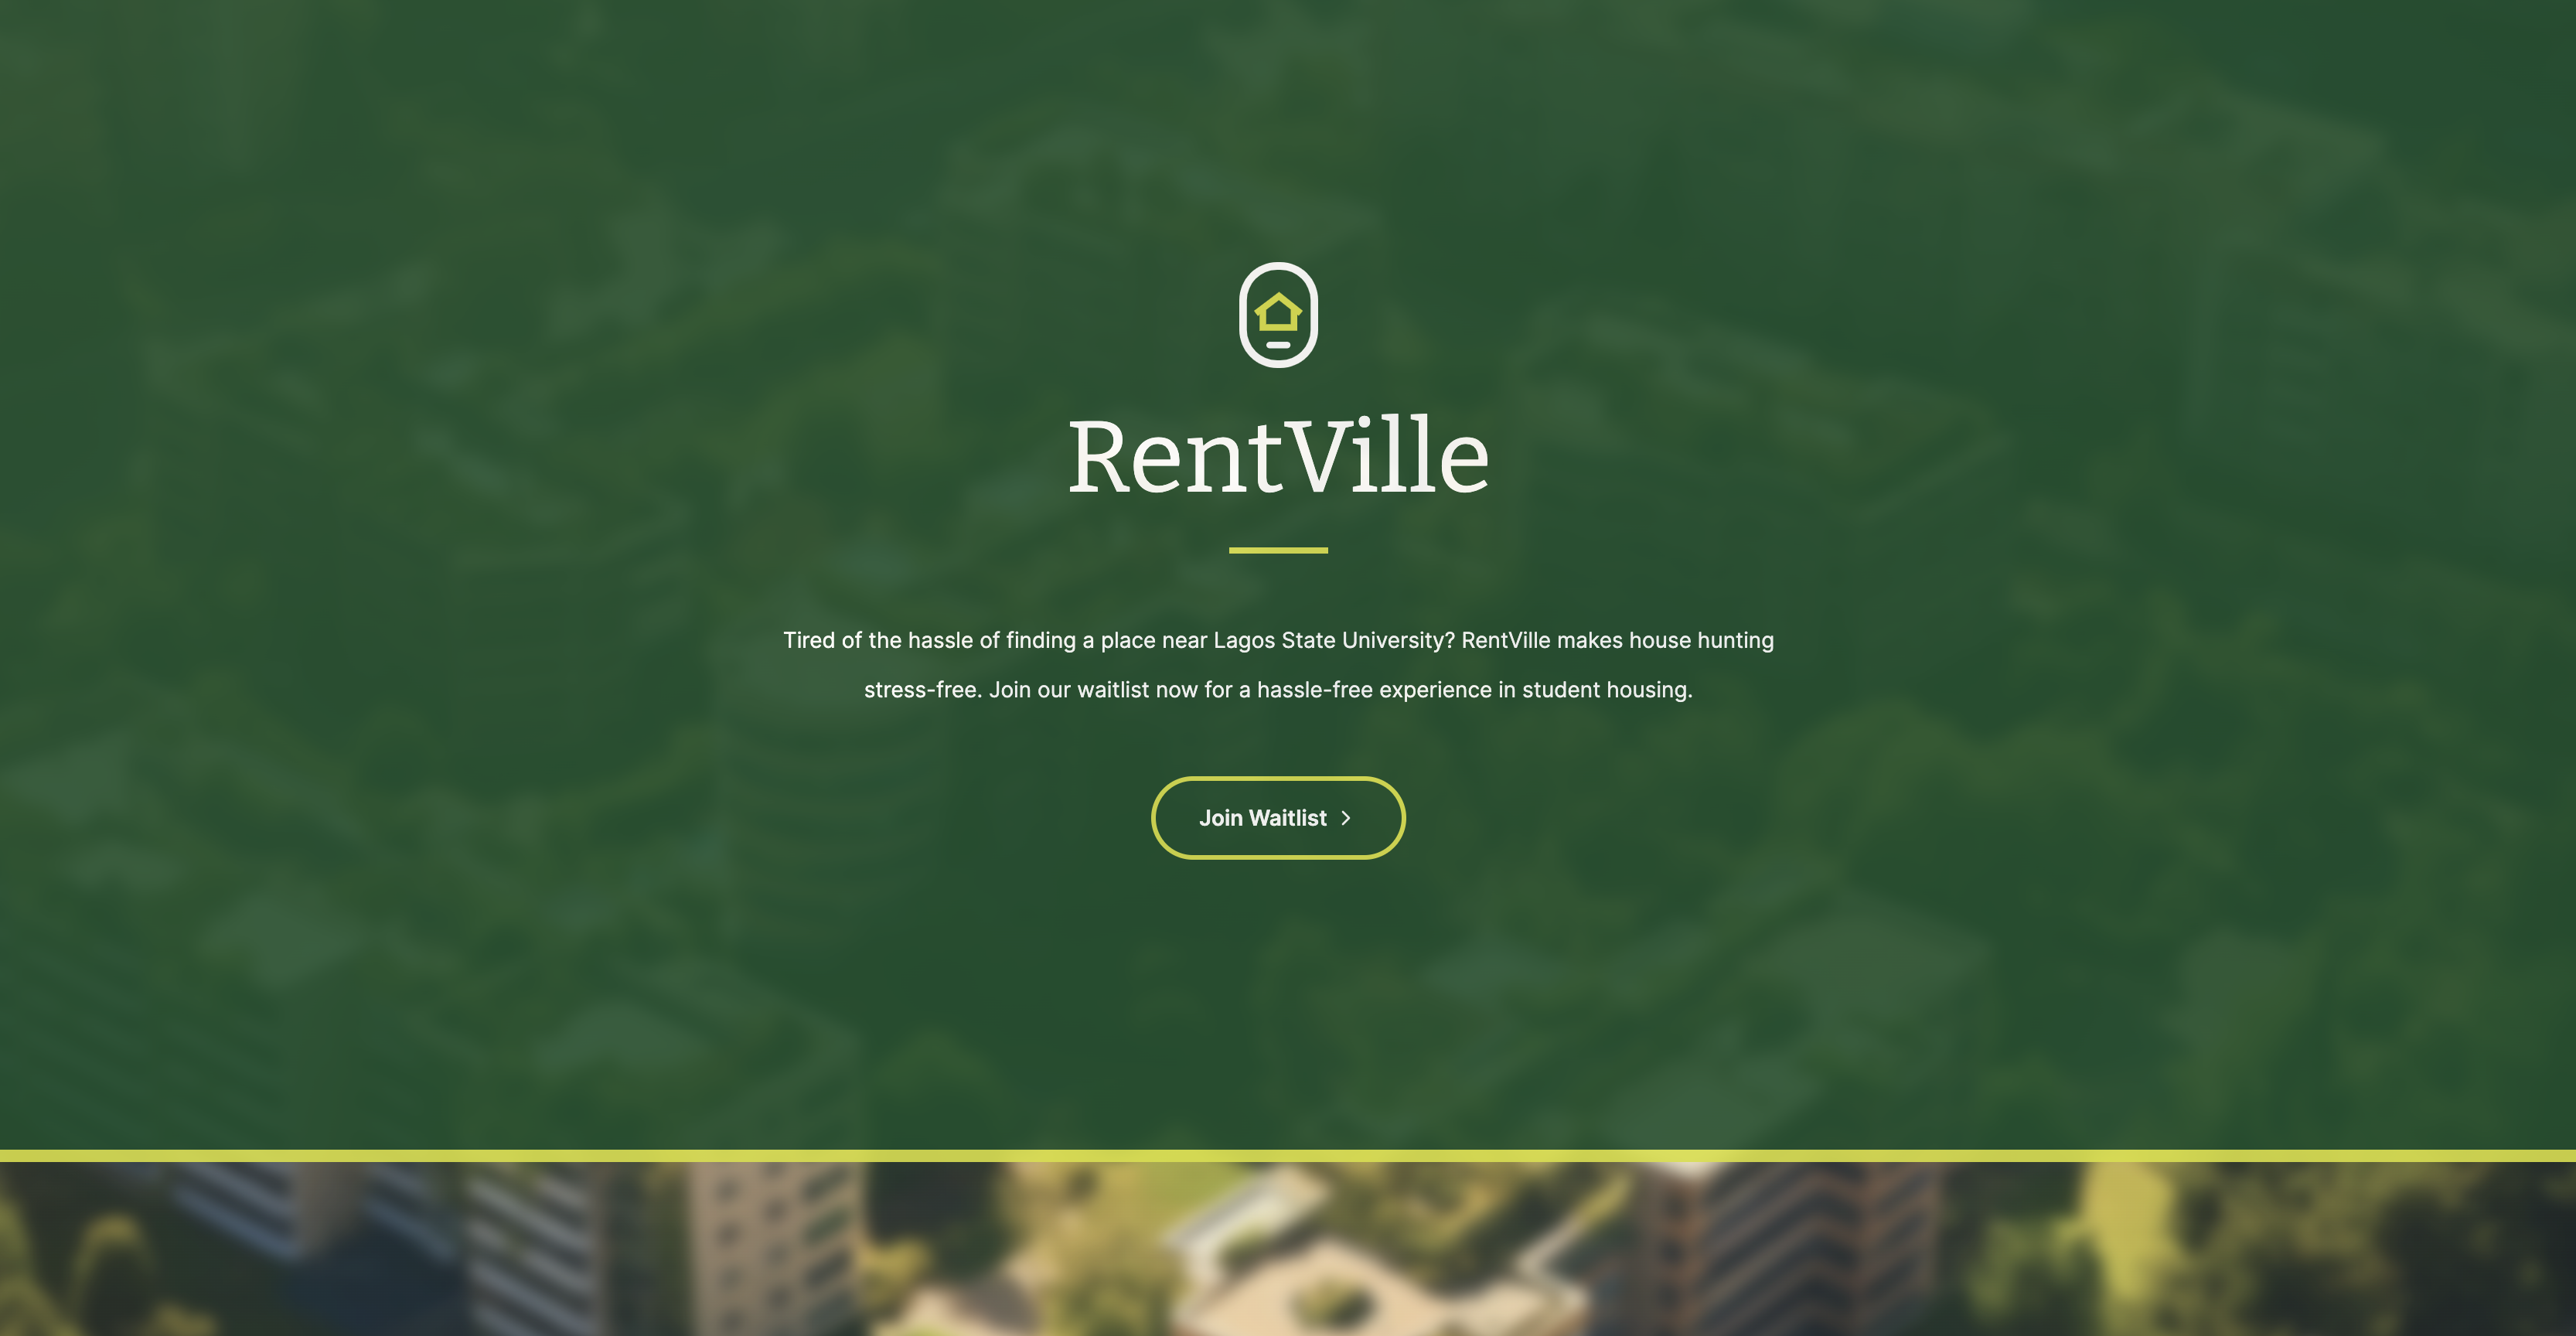 RentVille
Tired of the hassle of finding a place near Lagos State University? RentVille makes house hunting
stress-free. Join our waitlist now for a hassle-free experience in student housing.
Join Waitlist